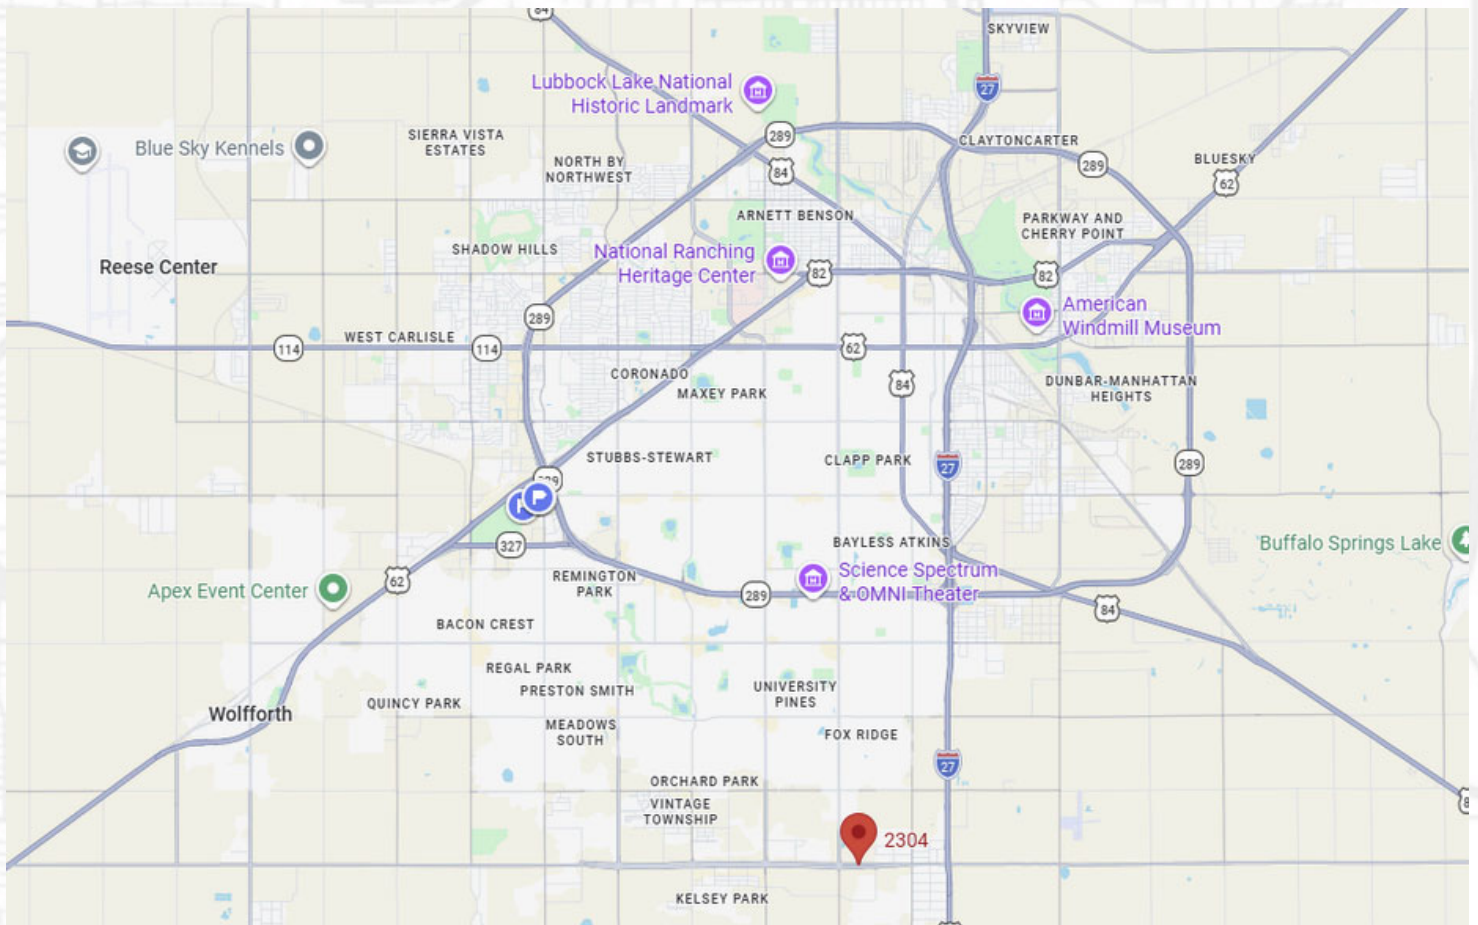 84
SKYVIEW
Lubbock Lake National
Historic Landmark
27
289
CLAYTONCARTER
SIERRA VISTA
ESTATES
Blue Sky Kennels
NORTH BY
NORTHWEST
84
289
BLUESKY
62
ARNETT BENSON
PARKWAY AND
CHERRY POINT
SHADOW HILLS
National Ranching
Heritage Center
Reese Center
82
82
American
Windmill Museum
289
WEST CARLISLE
114
114
62
CORONADO
MAXEY PARK
84
DUNBAR-MANHATTAN
HEIGHTS
STUBBS-STEWART
CLAPP PARK
27
289
327
BAYLESS ATKINS
Buffalo Springs Lake
62
REMINGTON
PARK
Science Spectrum
& OMNI Theater
Apex Event Center
289
84
BACON CREST
REGAL PARK
PRESTON SMITH
UNIVERSITY
PINES
QUINCY PARK
Wolfforth
MEADOWS
SOUTH
FOX RIDGE
27
ORCHARD PARK
VINTAGE
TOWNSHIP
2304
KELSEY PARK